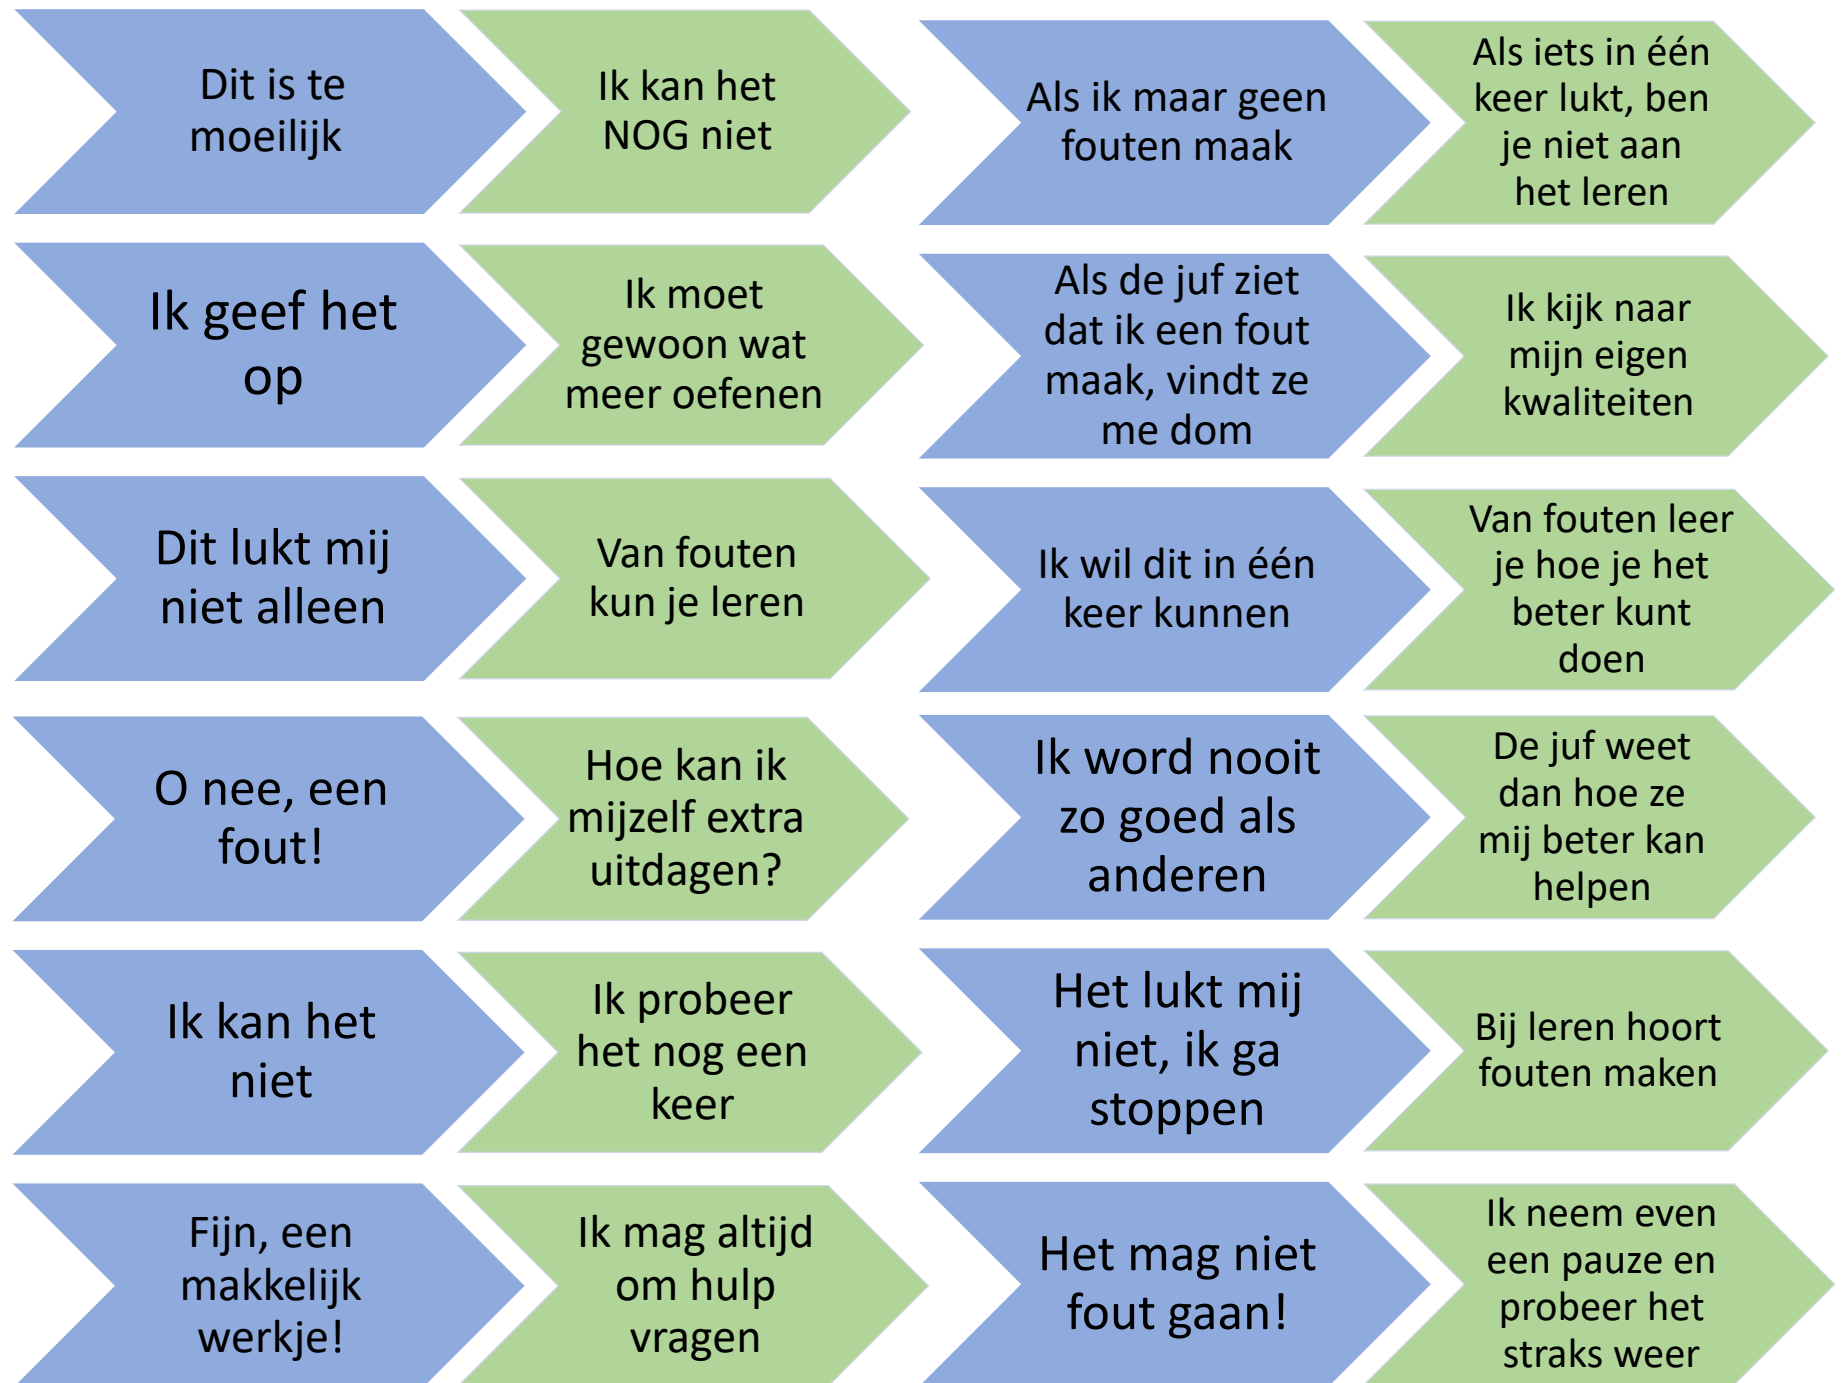 Dit is te
moeilijk
Ik kan het
NOG niet
Als ik maar geen
fouten maak
Als iets in één
keer lukt, ben
je niet aan
het leren
Ik geef het
op
Ik moet
gewoon wat
meer oefenen
Als de juf ziet
dat ik een fout
maak, vindt ze
me dom
Ik kijk naar
mijn eigen
kwaliteiten
Dit lukt mij
niet alleen
Van fouten
kun je leren
Ik wil dit in één
keer kunnen
Van fouten leer
je hoe je het
beter kunt
doen
O nee, een
fout!
Hoe kan ik
mijzelf extra
uitdagen?
Ik word nooit
zo goed als
anderen
De juf weet
dan hoe ze
mij beter kan
helpen
Ik kan het
niet
Ik probeer
het nog een
keer
Het lukt mij
niet, ik ga
stoppen
Bij leren hoort
fouten maken
Fijn, een
makkelijk
werkje!
Ik mag altijd
om hulp
vragen
Het mag niet
fout gaan!
Ik neem even
een pauze en
probeer het
straks weer